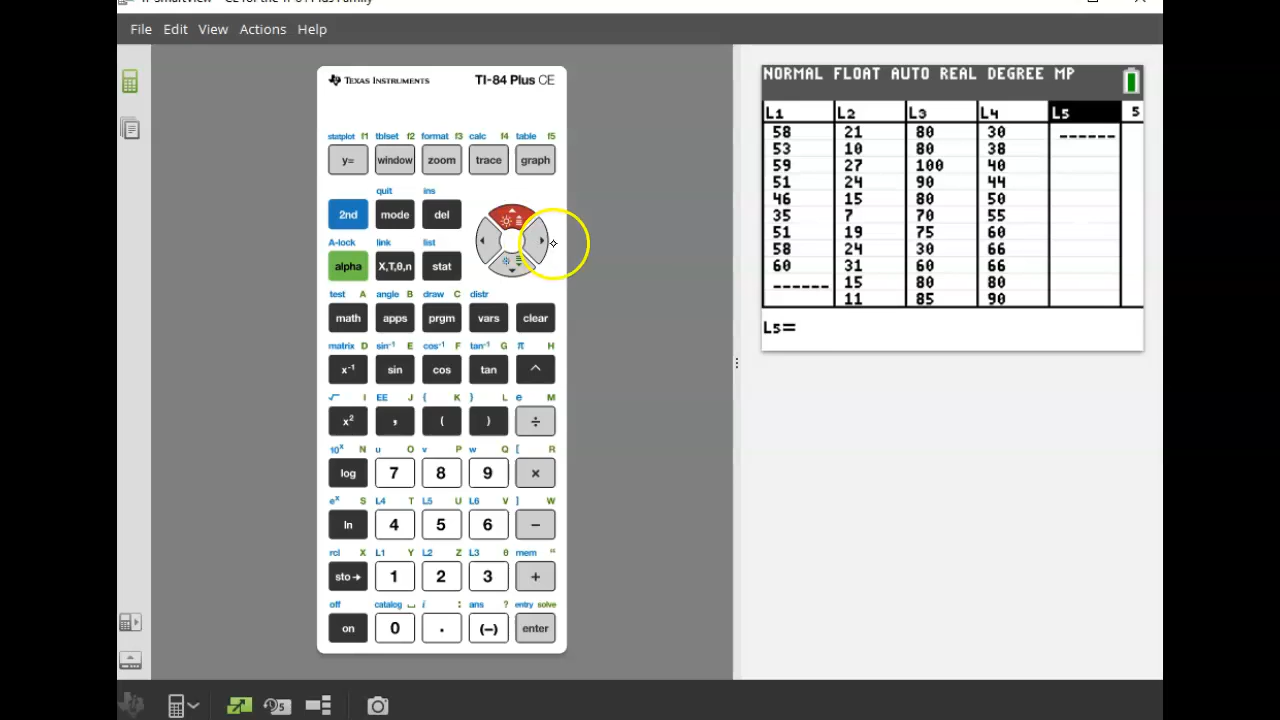 File Edit View Actions Help
TEXAS INSTRUMENTS TI-84 Plus CE
statplot f1 tblset f2 format f3 calc f4 table f5
y= window zoom trace graph
quit ins
2nd mode del
A-lock link list
alpha X,T,θ,n stat
test A angle B draw C distr
math apps prgm vars clear
matrix D sin⁻¹ E cos⁻¹ F tan⁻¹ G π H
x⁻¹ sin cos tan ^
√ I EE J { K } L e M
x² , ( ) ÷
10ˣ N u O v P w Q [ R
log 7 8 9 ×
eˣ S L4 T L5 U L6 V ] W
ln 4 5 6 −
rcl X L1 Y L2 Z L3 θ mem "
sto→ 1 2 3 +
off catalog ⎵ i : ans ? entry solve
on 0 . (−) enter
NORMAL FLOAT AUTO REAL DEGREE MP
L1 L2 L3 L4 L5 5
58 21 80 30 ------
53 10 80 38
59 27 100 40
51 24 90 44
46 15 80 50
35 7 70 55
51 19 75 60
58 24 30 66
60 31 60 66
------ 15 80 80
11 85 90
L5=
5